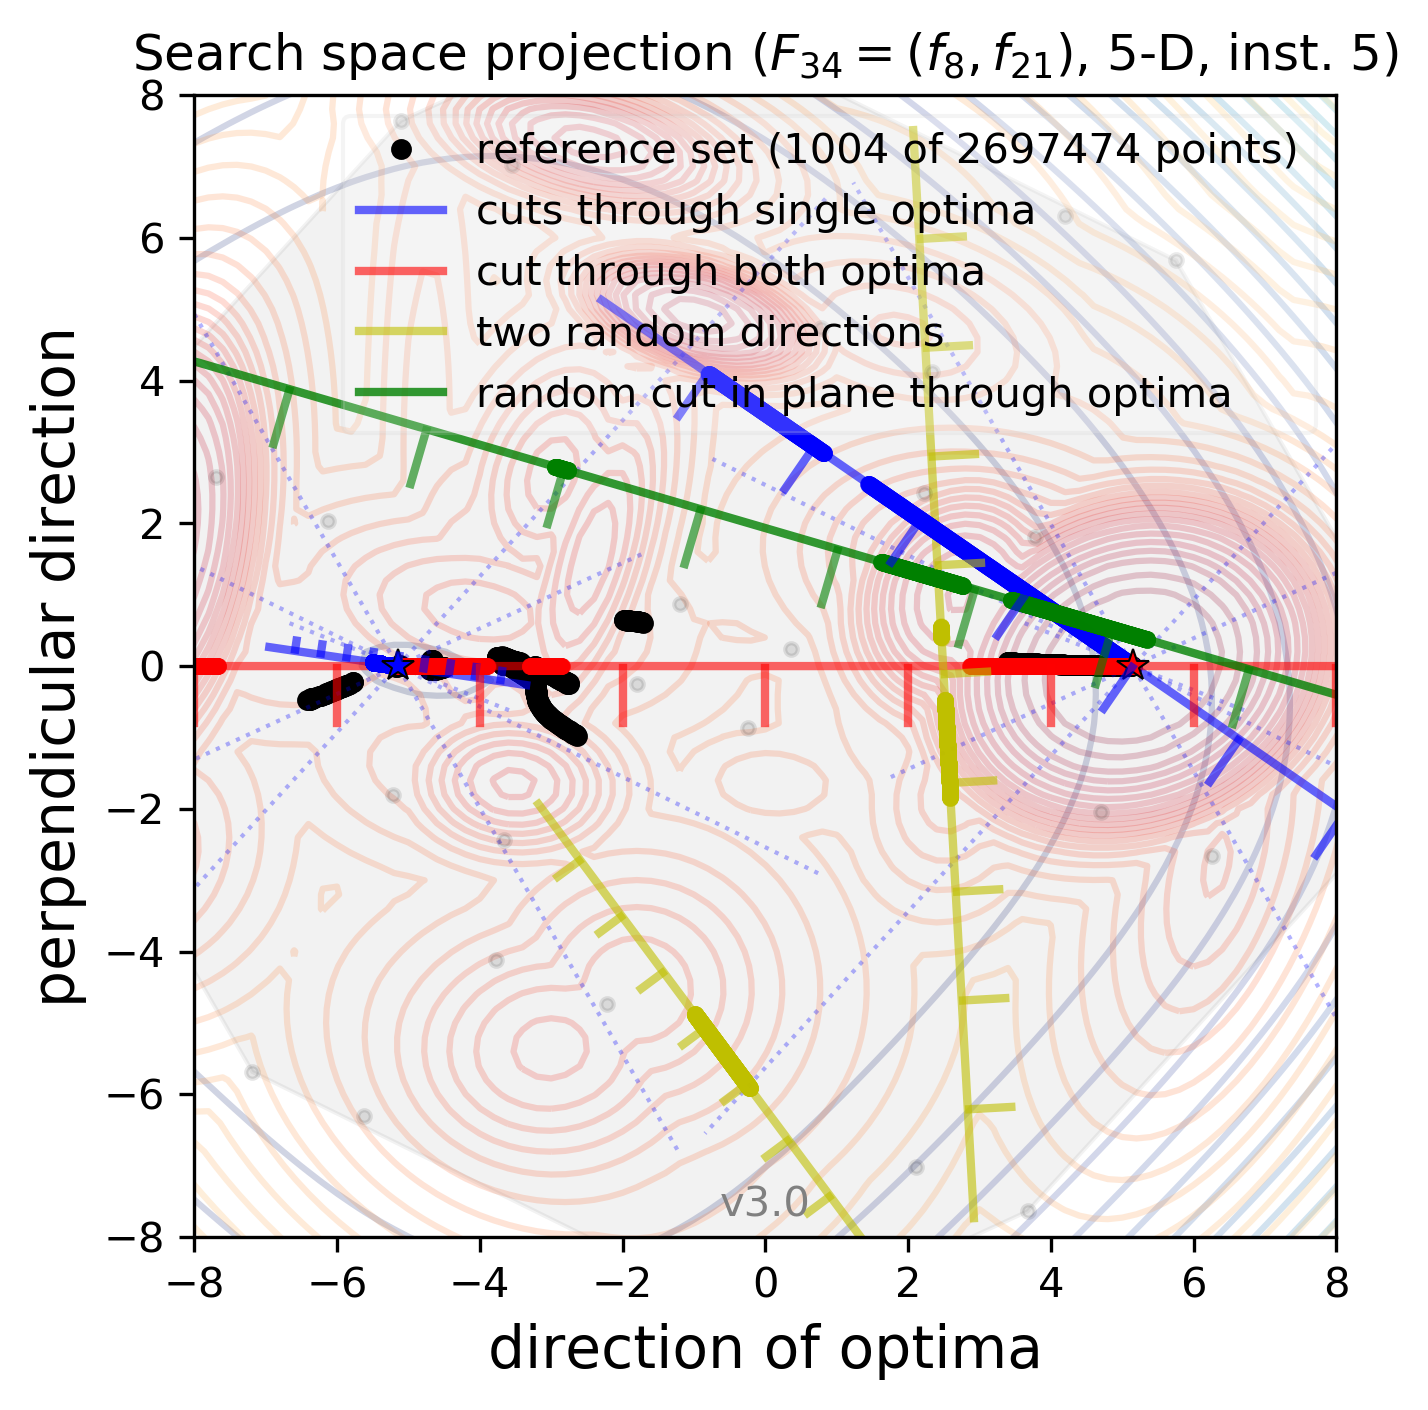 Search space projection (F34 = (f8, f21), 5-D, inst. 5)
reference set (1004 of 2697474 points)
cuts through single optima
cut through both optima
two random directions
random cut in plane through optima
8
6
4
2
0
−2
−4
−6
−8
perpendicular direction
v3.0
−8 −6 −4 −2 0 2 4 6 8
direction of optima